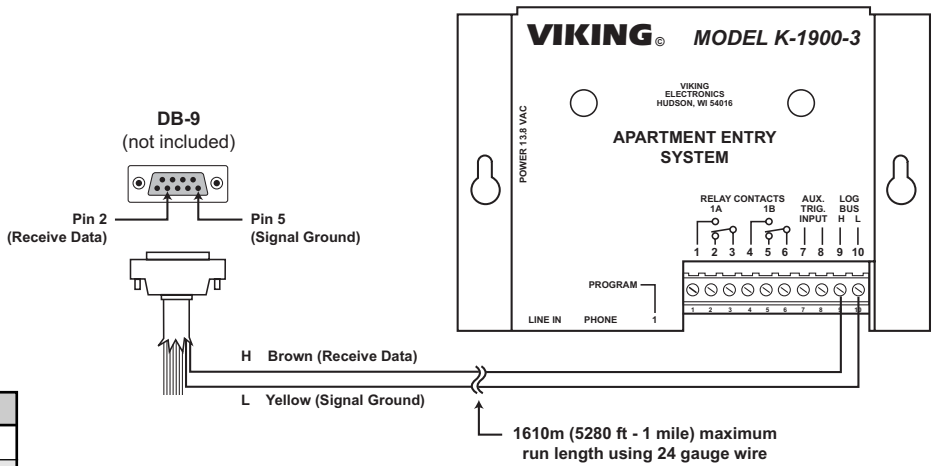 VIKING © MODEL K-1900-3
VIKING
ELECTRONICS
HUDSON, WI 54016
POWER 13.8 VAC
APARTMENT ENTRY
SYSTEM
DB-9
(not included)
Pin 2
(Receive Data)
Pin 5
(Signal Ground)
RELAY CONTACTS
1A 1B
AUX.
TRIG.
INPUT
LOG
BUS
H L
1 2 3 4 5 6 7 8 9 10
PROGRAM
LINE IN PHONE 1
1 2 3 4 5 6 7 8 9 10
H Brown (Receive Data)
L Yellow (Signal Ground)
1610m (5280 ft - 1 mile) maximum
run length using 24 gauge wire